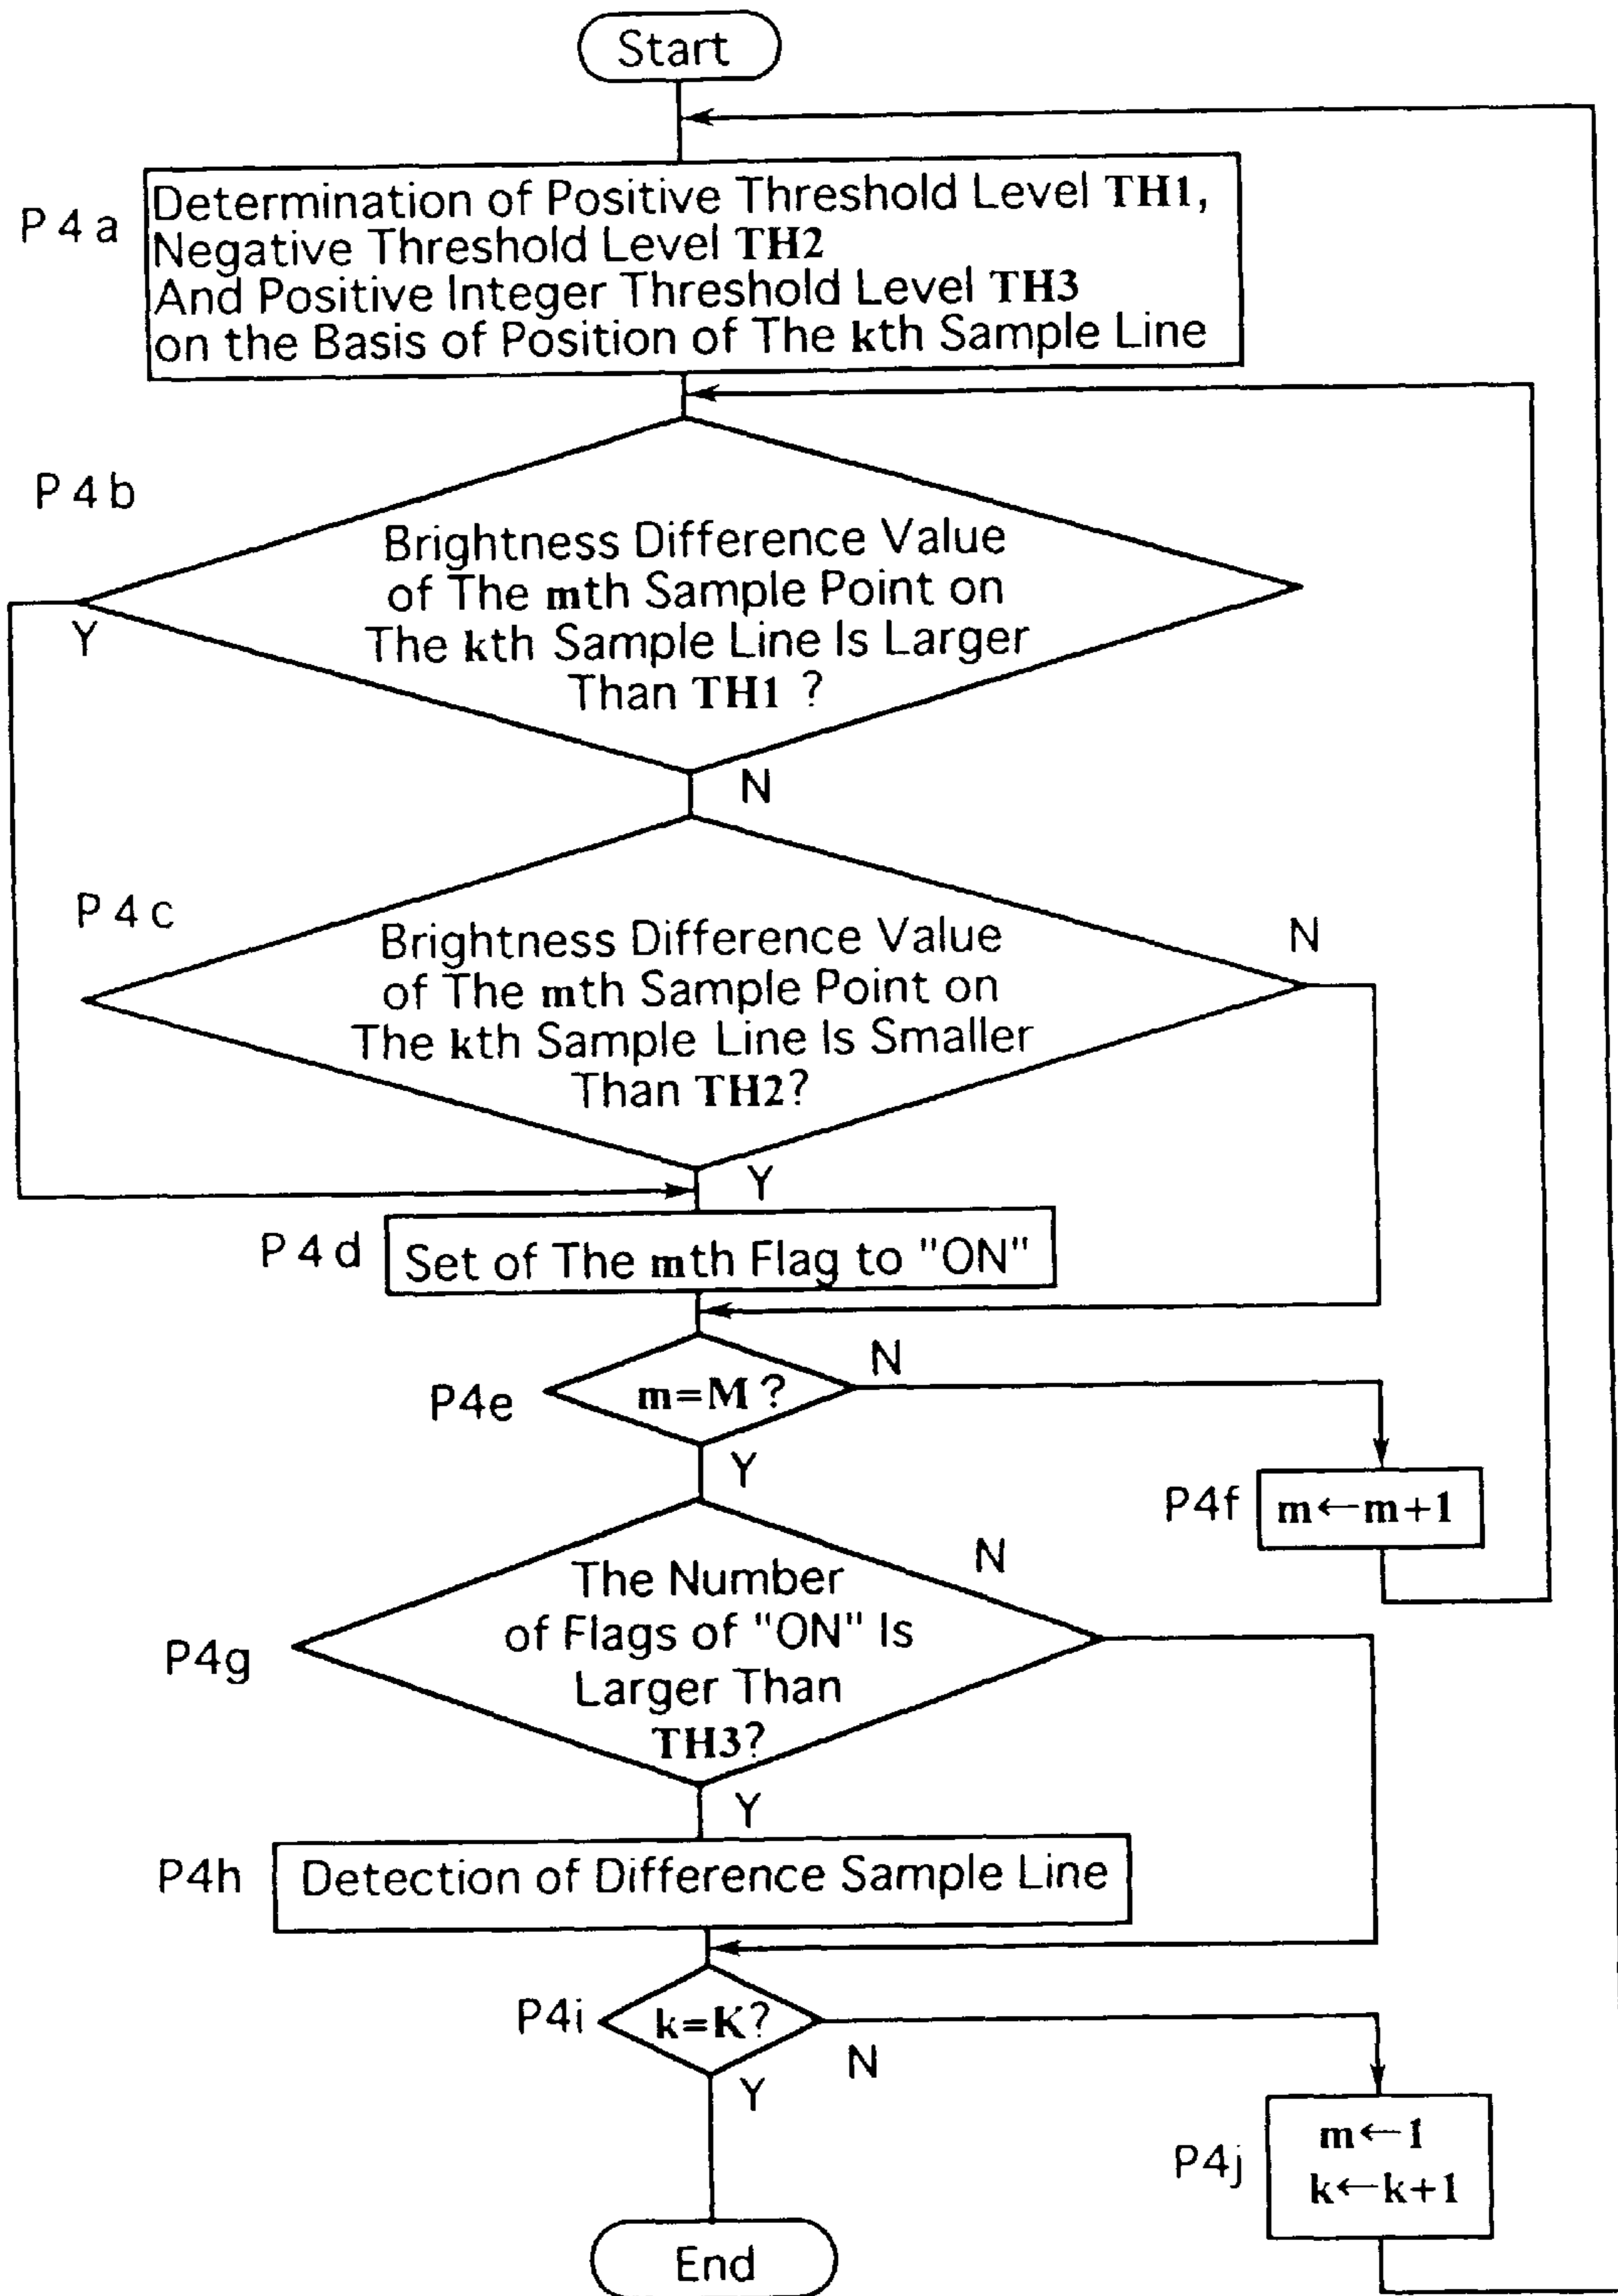 Start
P4a
Determination of Positive Threshold Level TH1,
Negative Threshold Level TH2
And Positive Integer Threshold Level TH3
on the Basis of Position of The kth Sample Line
P4b
Brightness Difference Value
of The mth Sample Point on
The kth Sample Line Is Larger
Than TH1 ?
Y
N
P4c
Brightness Difference Value
of The mth Sample Point on
The kth Sample Line Is Smaller
Than TH2?
N
Y
P4d
Set of The mth Flag to "ON"
P4e
m=M ?
N
Y
P4f
m←m+1
P4g
The Number
of Flags of "ON" Is
Larger Than
TH3?
N
Y
P4h
Detection of Difference Sample Line
P4i
k=K?
N
Y
P4j
m←1
k←k+1
End